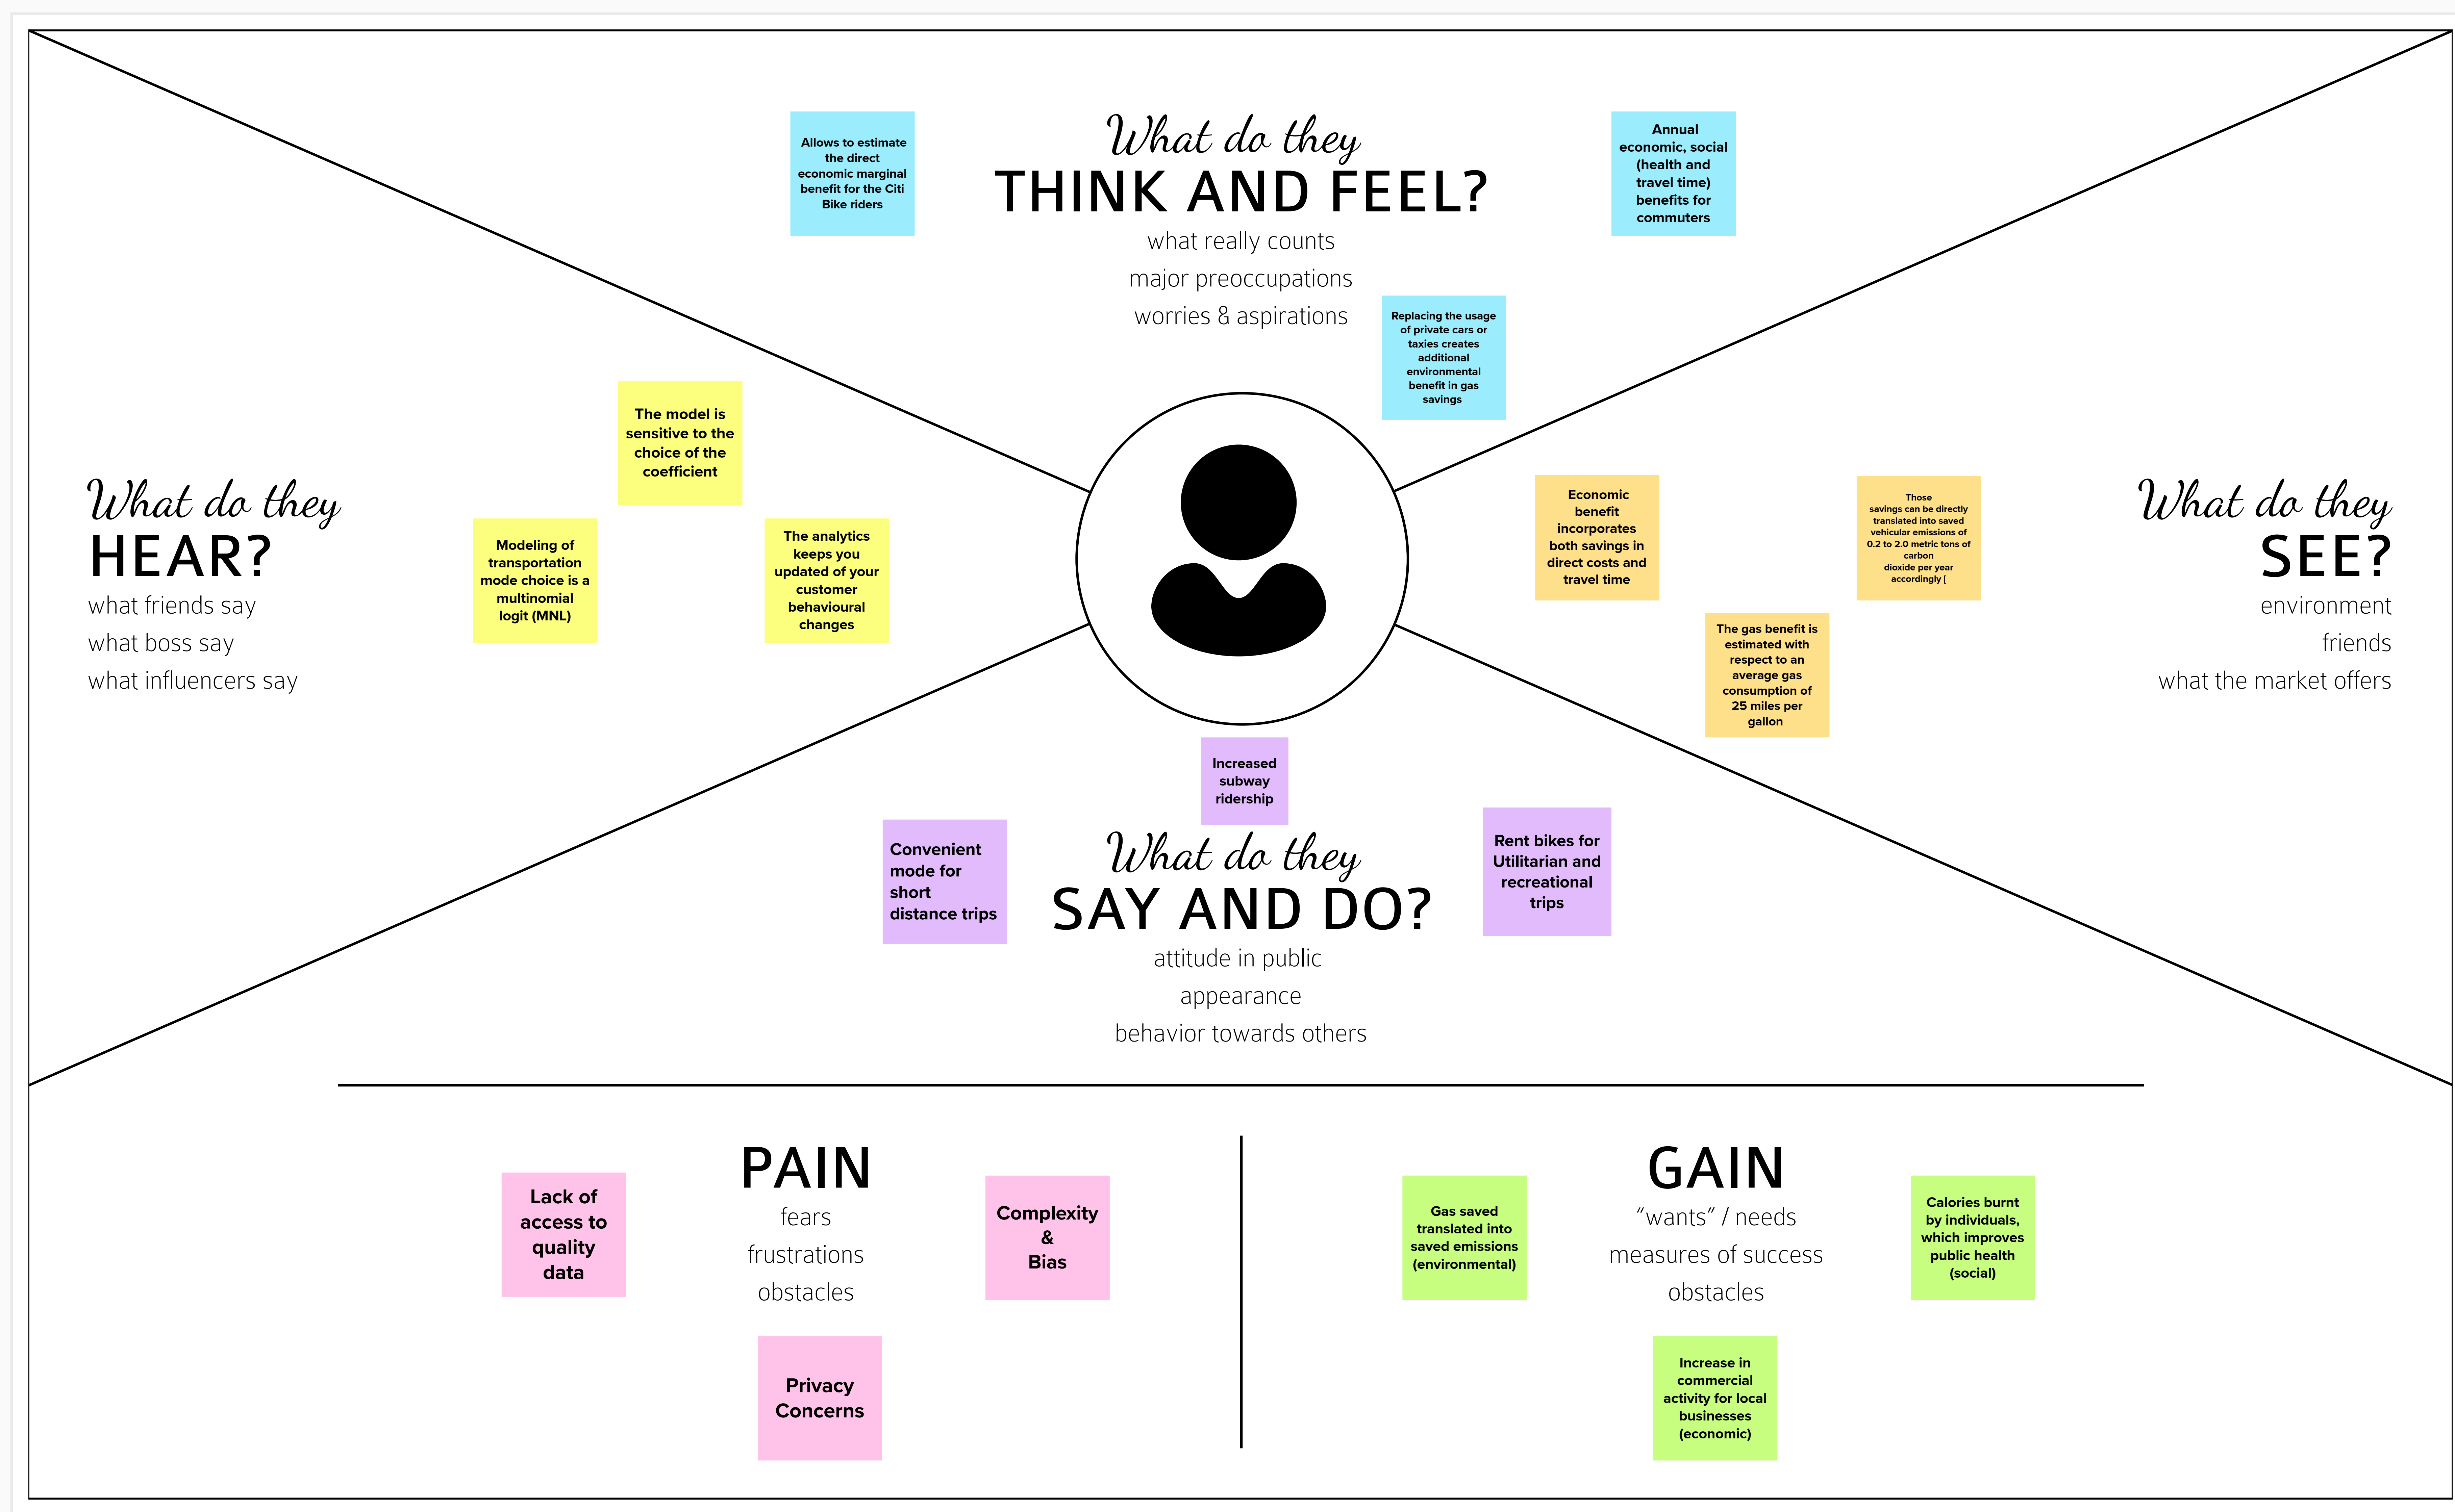 Allows to estimate
the direct
economic marginal
benefit for the Citi
Bike riders
What do they
THINK AND FEEL?
what really counts
major preoccupations
worries & aspirations
Annual
economic, social
(health and
travel time)
benefits for
commuters
Replacing the usage
of private cars or
taxies creates
additional
environmental
benefit in gas
savings
What do they
HEAR?
what friends say
what boss say
what influencers say
The model is
sensitive to the
choice of the
coefficient
Modeling of
transportation
mode choice is a
multinomial
logit (MNL)
The analytics
keeps you
updated of your
customer
behavioural
changes
Economic
benefit
incorporates
both savings in
direct costs and
travel time
Those
savings can be directly
translated into saved
vehicular emissions of
0.2 to 2.0 metric tons of
carbon
dioxide per year
accordingly [
The gas benefit is
estimated with
respect to an
average gas
consumption of
25 miles per
gallon
What do they
SEE?
environment
friends
what the market offers
Increased
subway
ridership
Convenient
mode for
short
distance trips
What do they
SAY AND DO?
attitude in public
appearance
behavior towards others
Rent bikes for
Utilitarian and
recreational
trips
Lack of
access to
quality
data
PAIN
fears
frustrations
obstacles
Complexity
&
Bias
Privacy
Concerns
Gas saved
translated into
saved emissions
(environmental)
GAIN
“wants” / needs
measures of success
obstacles
Calories burnt
by individuals,
which improves
public health
(social)
Increase in
commercial
activity for local
businesses
(economic)